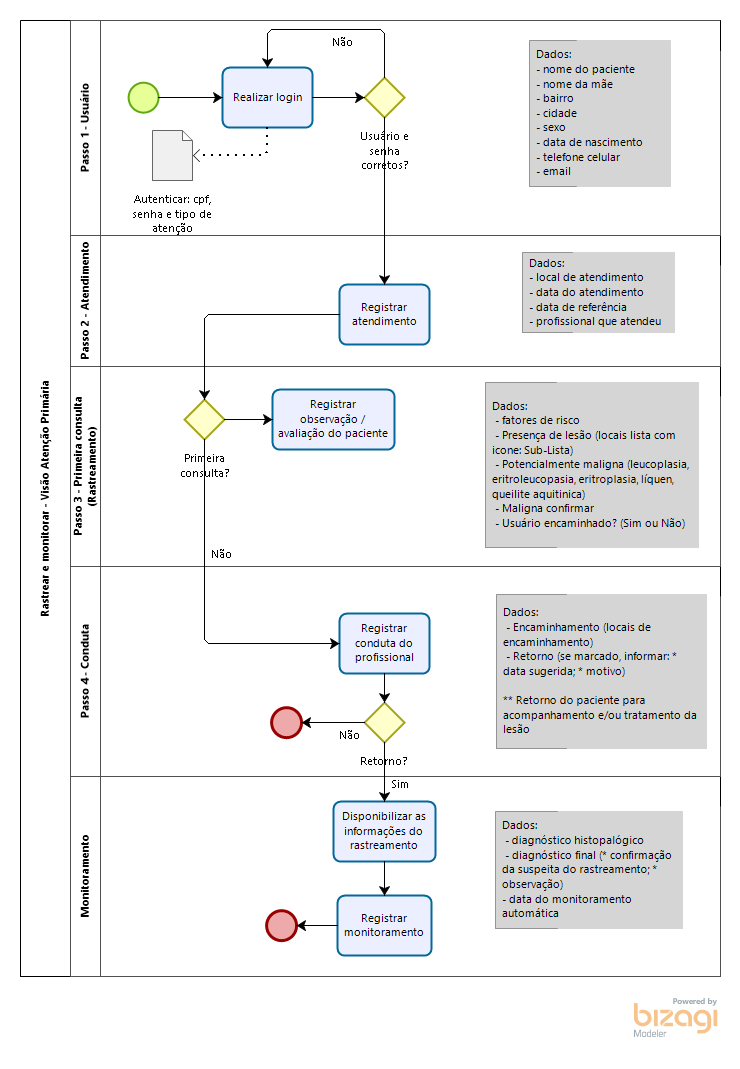 Rastrear e monitorar - Visão Atenção Primária
Passo 1 - Usuário
Não
Realizar login
Usuário e
senha
corretos?
Autenticar: cpf,
senha e tipo de
atenção
Dados:
- nome do paciente
- nome da mãe
- bairro
- cidade
- sexo
- data de nascimento
- telefone celular
- email
Passo 2 - Atendimento
Registrar
atendimento
Dados:
- local de atendimento
- data do atendimento
- data de referência
- profissional que atendeu
Passo 3 - Primeira consulta
(Rastreamento)
Registrar
observação /
avaliação do paciente
Primeira
consulta?
Não
Dados:
- fatores de risco
- Presença de lesão (locais lista com
icone: Sub-Lista)
- Potencialmente maligna (leucoplasia,
eritroleucopasia, eritroplasia, líquen,
queilite aquitinica)
- Maligna confirmar
- Usuário encaminhado? (Sim ou Não)
Passo 4 - Conduta
Registrar
conduta do
profissional
Não
Retorno?
Dados:
- Encaminhamento (locais de
encaminhamento)
- Retorno (se marcado, informar: *
data sugerida; * motivo)
** Retorno do paciente para
acompanhamento e/ou tratamento da
lesão
Monitoramento
Sim
Disponibilizar as
informações do
rastreamento
Registrar
monitoramento
Dados:
- diagnóstico histopalógico
- diagnóstico final (* confirmação
da suspeita do rastreamento; *
observação)
- data do monitoramento
automática
Powered by
bizagi
Modeler